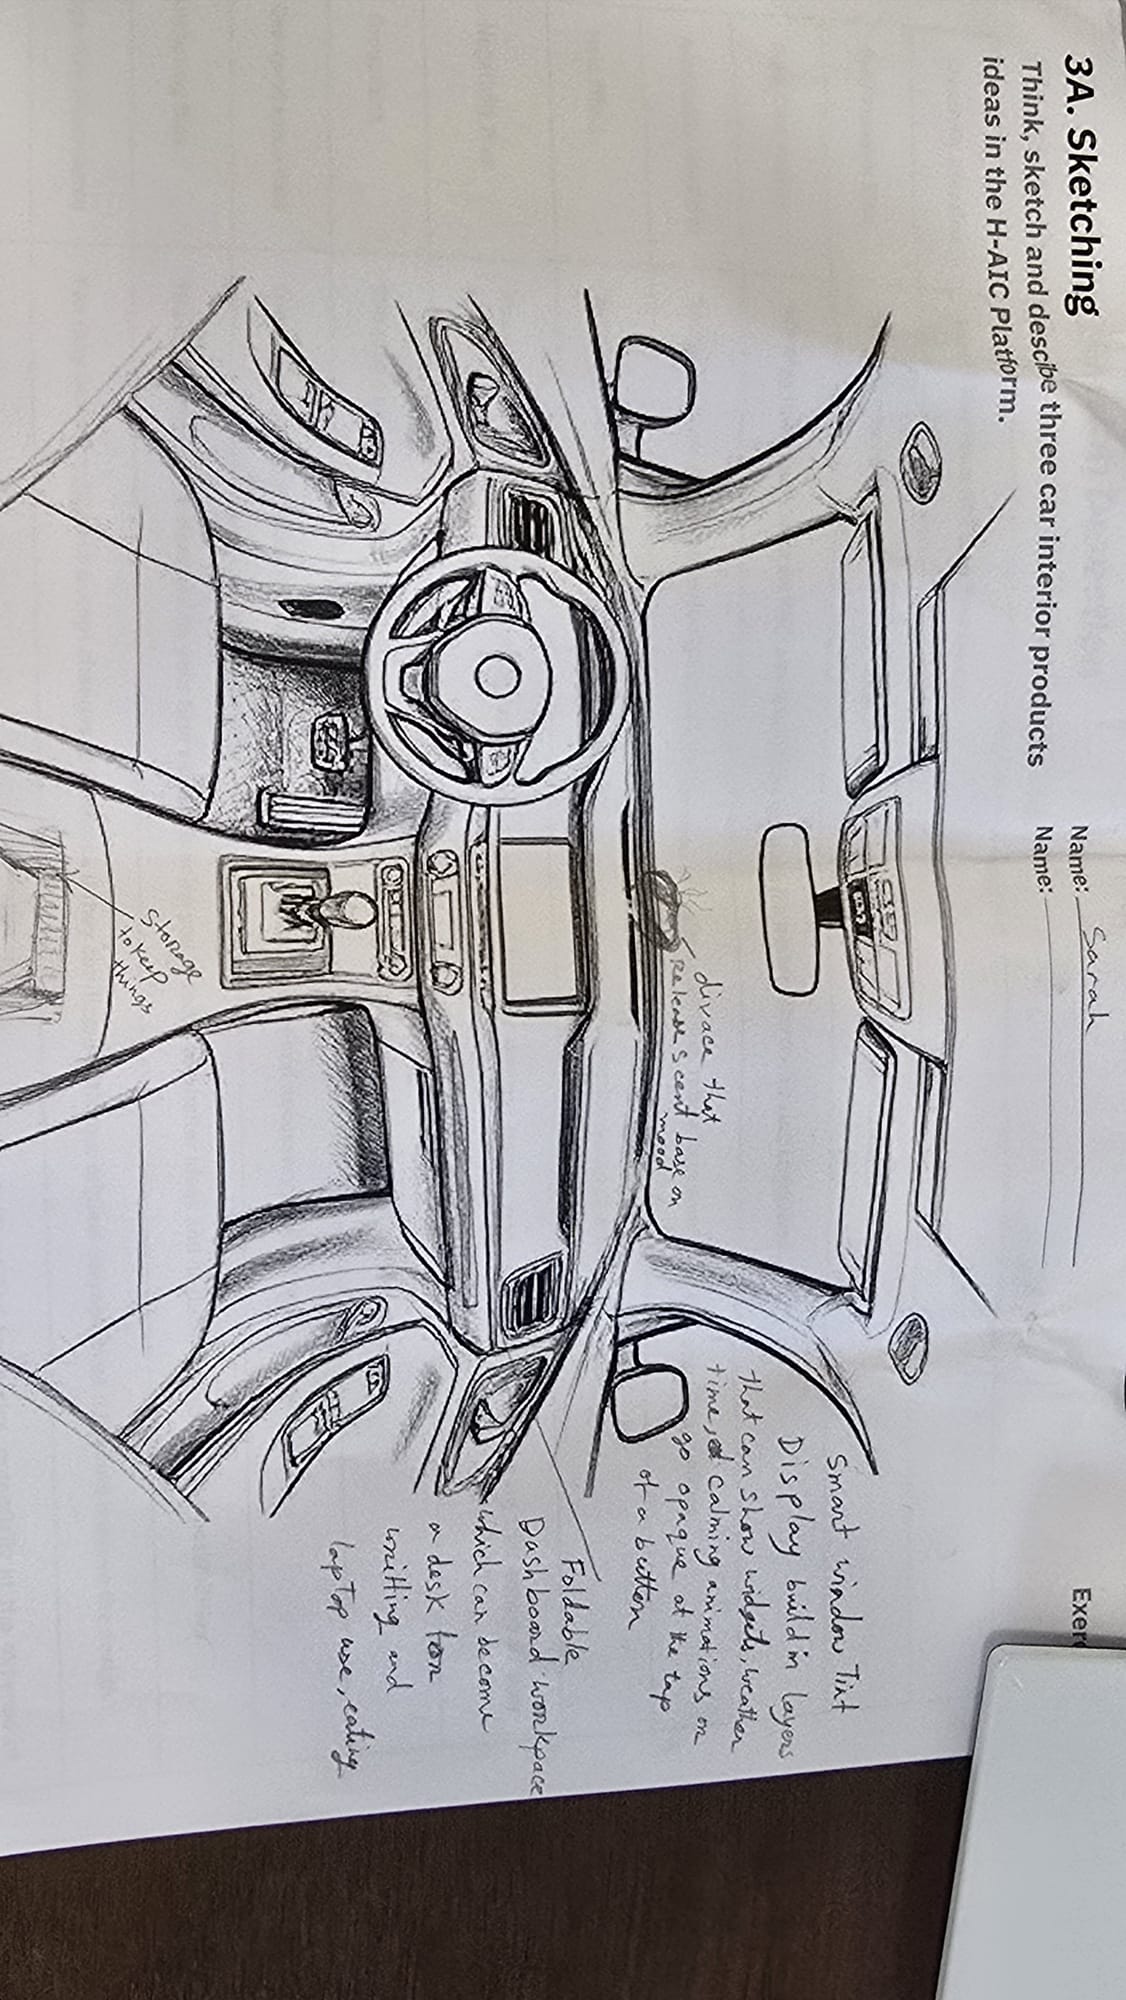 3A. Sketching
Think, sketch and descibe three car interior products
ideas in the H-AIC Platform.
Name: Sarah
Name:
Smart window Tint
Display build in layers
that can show widgets, weather
time, calming animations or
go opaque at the tap
of a button
divace that
Release scent base on
mood
Foldable
Dashboard workpace
which can become
a desk for
writting and
laptop use, eating
storage
to keep
things